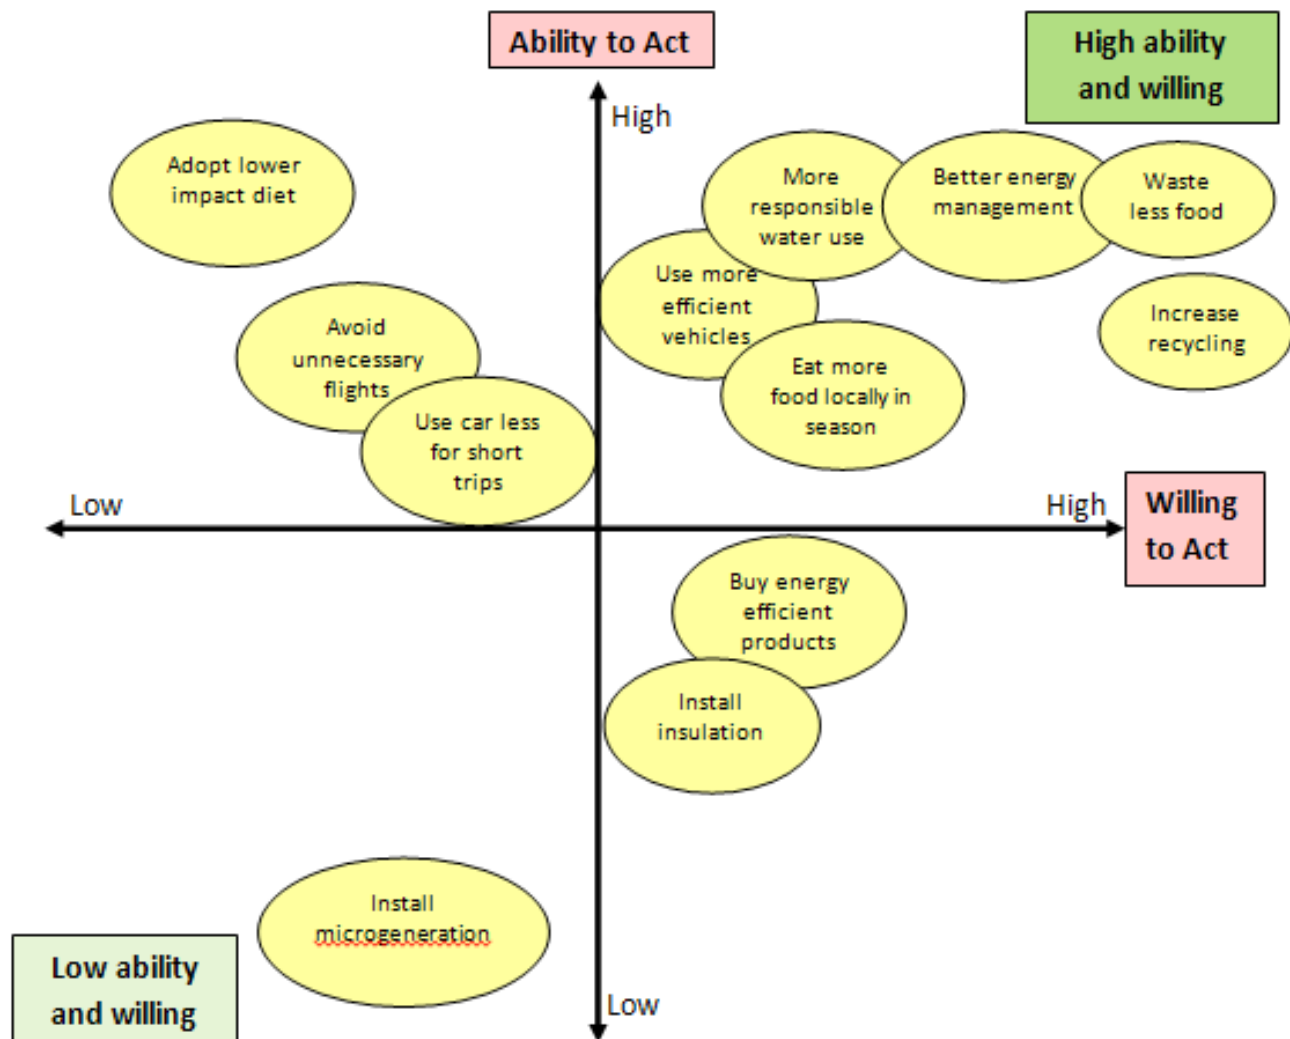 Ability to Act
High ability
and willing
High
Adopt lower
impact diet
More
responsible
water use
Better energy
management
Waste
less food
Use more
efficient
vehicles
Increase
recycling
Avoid
unnecessary
flights
Eat more
food locally in
season
Use car less
for short
trips
Low
High
Willing
to Act
Buy energy
efficient
products
Install
insulation
Install
microgeneration
Low ability
and willing
Low